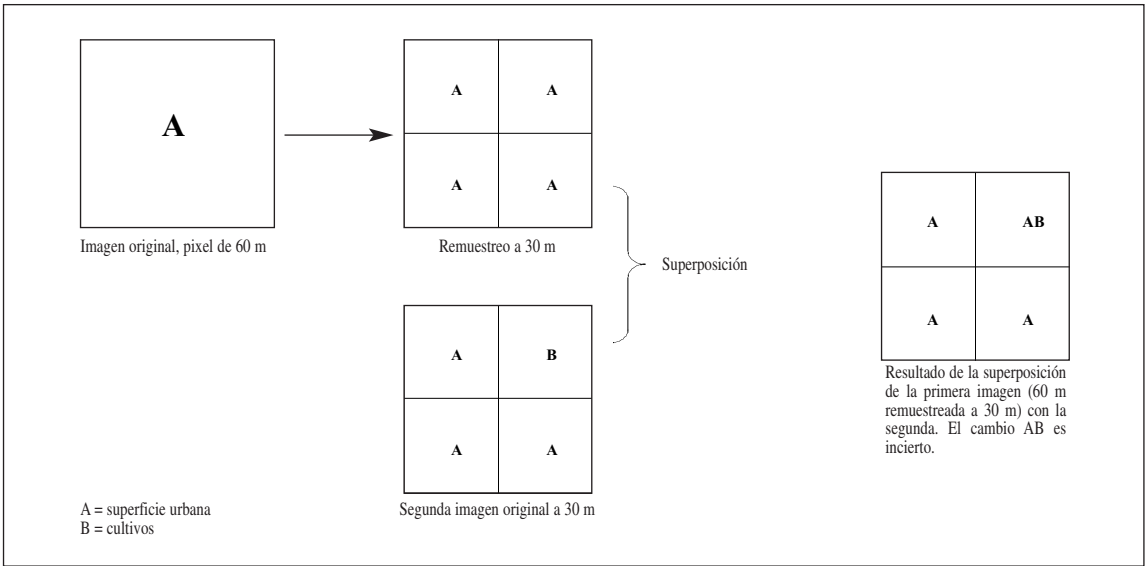 A
Imagen original, pixel de 60 m
A A
A A
Remuestreo a 30 m
A B
A A
Segunda imagen original a 30 m
Superposición
A AB
A A
Resultado de la superposición
de la primera imagen (60 m
remuestreada a 30 m) con la
segunda. El cambio AB es
incierto.
A = superficie urbana
B = cultivos